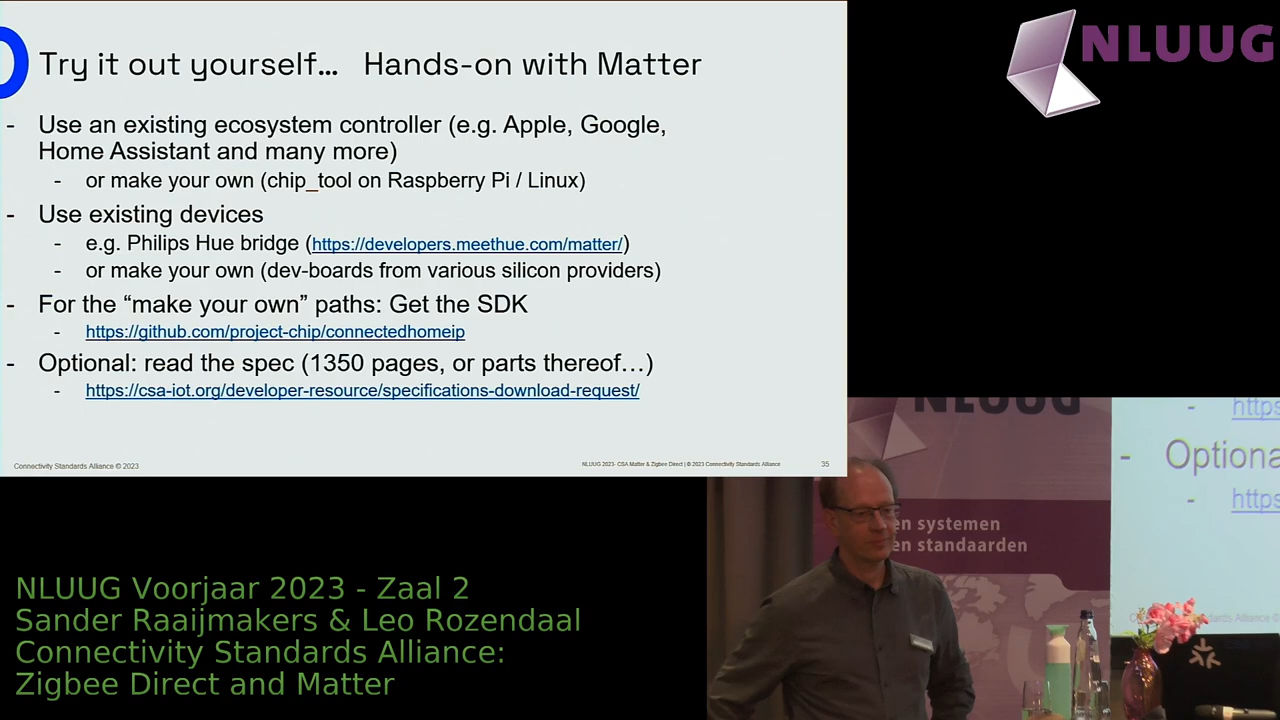 NLUUG
Try it out yourself... Hands-on with Matter
- Use an existing ecosystem controller (e.g. Apple, Google,
Home Assistant and many more)
- or make your own (chip_tool on Raspberry Pi / Linux)
- Use existing devices
- e.g. Philips Hue bridge (https://developers.meethue.com/matter/)
- or make your own (dev-boards from various silicon providers)
- For the “make your own” paths: Get the SDK
- https://github.com/project-chip/connectedhomeip
- Optional: read the spec (1350 pages, or parts thereof…)
- https://csa-iot.org/developer-resource/specifications-download-request/
Connectivity Standards Alliance © 2023
NLUUG 2023- CSA Matter & Zigbee Direct | © 2023 Connectivity Standards Alliance
35
NLUUG
en systemen
en standaarden
- https
- Optiona
- https
NLUUG Voorjaar 2023 - Zaal 2
Sander Raaijmakers & Leo Rozendaal
Connectivity Standards Alliance:
Zigbee Direct and Matter